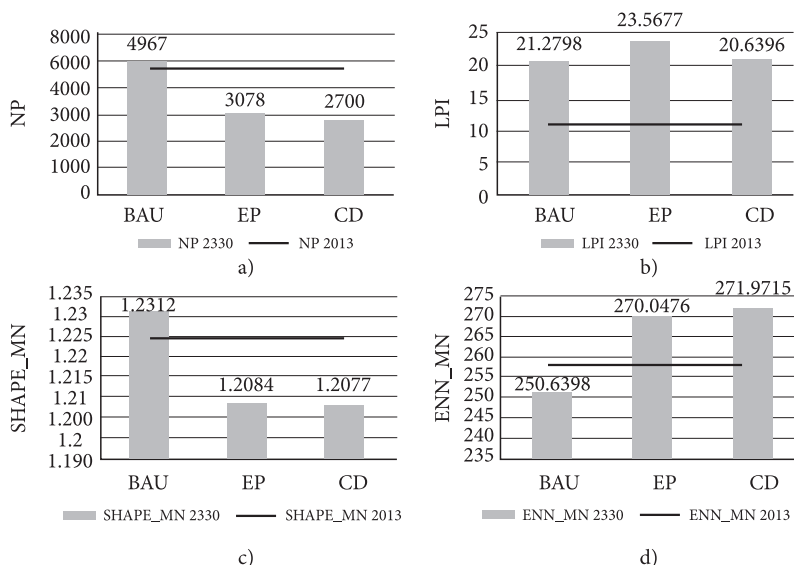 8000
7000
6000
4000
3000
2000
1000
0
NP
4967
3078
2700
BAU EP CD
NP 2330 NP 2013
a)
25
20
15
10
5
0
LPI
21.2798
23.5677
20.6396
BAU EP CD
LPI 2330 LPI 2013
b)
1.235
1.23
1.225
1.22
1.215
1.21
1.200
1.2
1.190
SHAPE_MN
1.2312
1.2084
1.2077
BAU EP CD
SHAPE_MN 2330 SHAPE_MN 2013
c)
275
270
267
260
258
250
245
240
235
ENN_MN
250.6398
270.0476
271.9715
BAU EP CD
ENN_MN 2330 ENN_MN 2013
d)